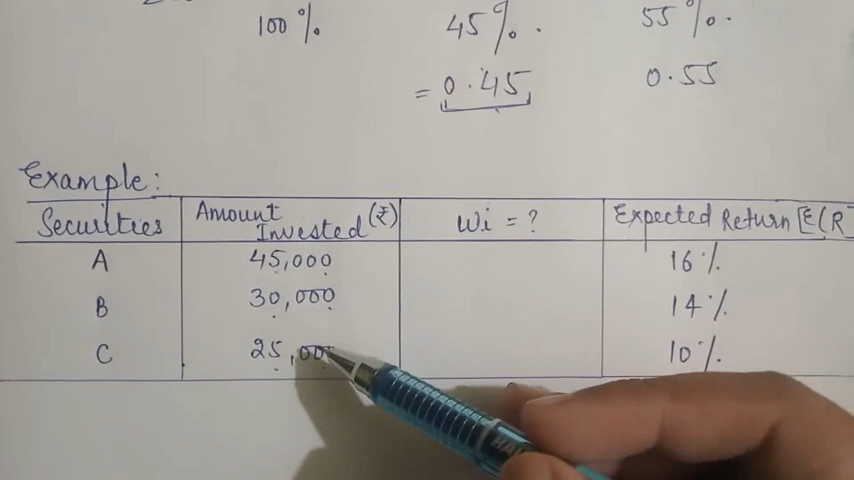 100%
45%.
55%.
= 0.45
0.55
Example:
Securities
Amount Invested (₹)
Wi = ?
Expected Return [E(R
A
45,000
16%
B
30,000
14%
C
25,00
10%